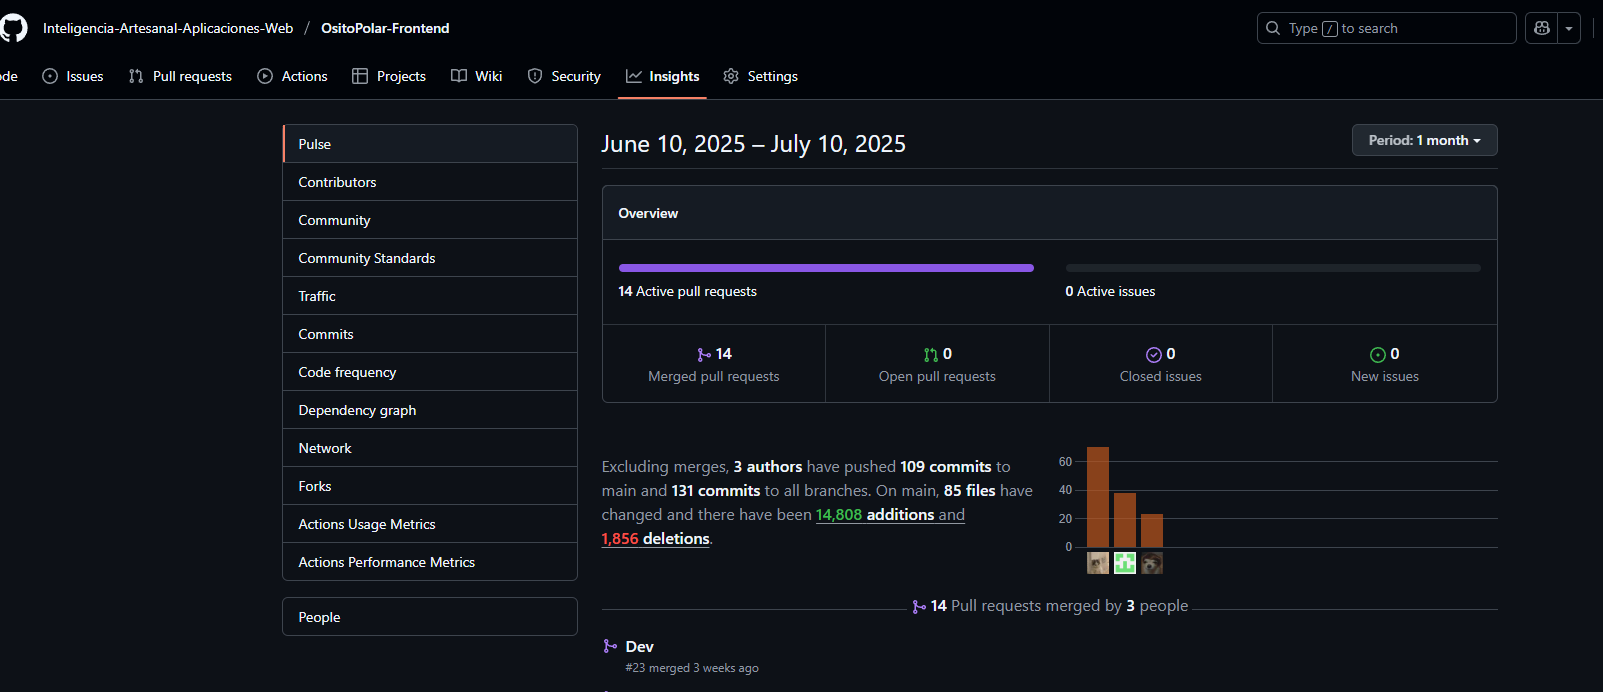 Inteligencia-Artesanal-Aplicaciones-Web / OsitoPolar-Frontend
Type / to search
ode Issues Pull requests Actions Projects Wiki Security Insights Settings
Pulse
Contributors
Community
Community Standards
Traffic
Commits
Code frequency
Dependency graph
Network
Forks
Actions Usage Metrics
Actions Performance Metrics
People
June 10, 2025 – July 10, 2025
Period: 1 month
Overview
14 Active pull requests
0 Active issues
14
Merged pull requests
0
Open pull requests
0
Closed issues
0
New issues
Excluding merges, 3 authors have pushed 109 commits to
main and 131 commits to all branches. On main, 85 files have
changed and there have been 14,808 additions and
1,856 deletions.
60
40
20
0
14 Pull requests merged by 3 people
Dev
#23 merged 3 weeks ago